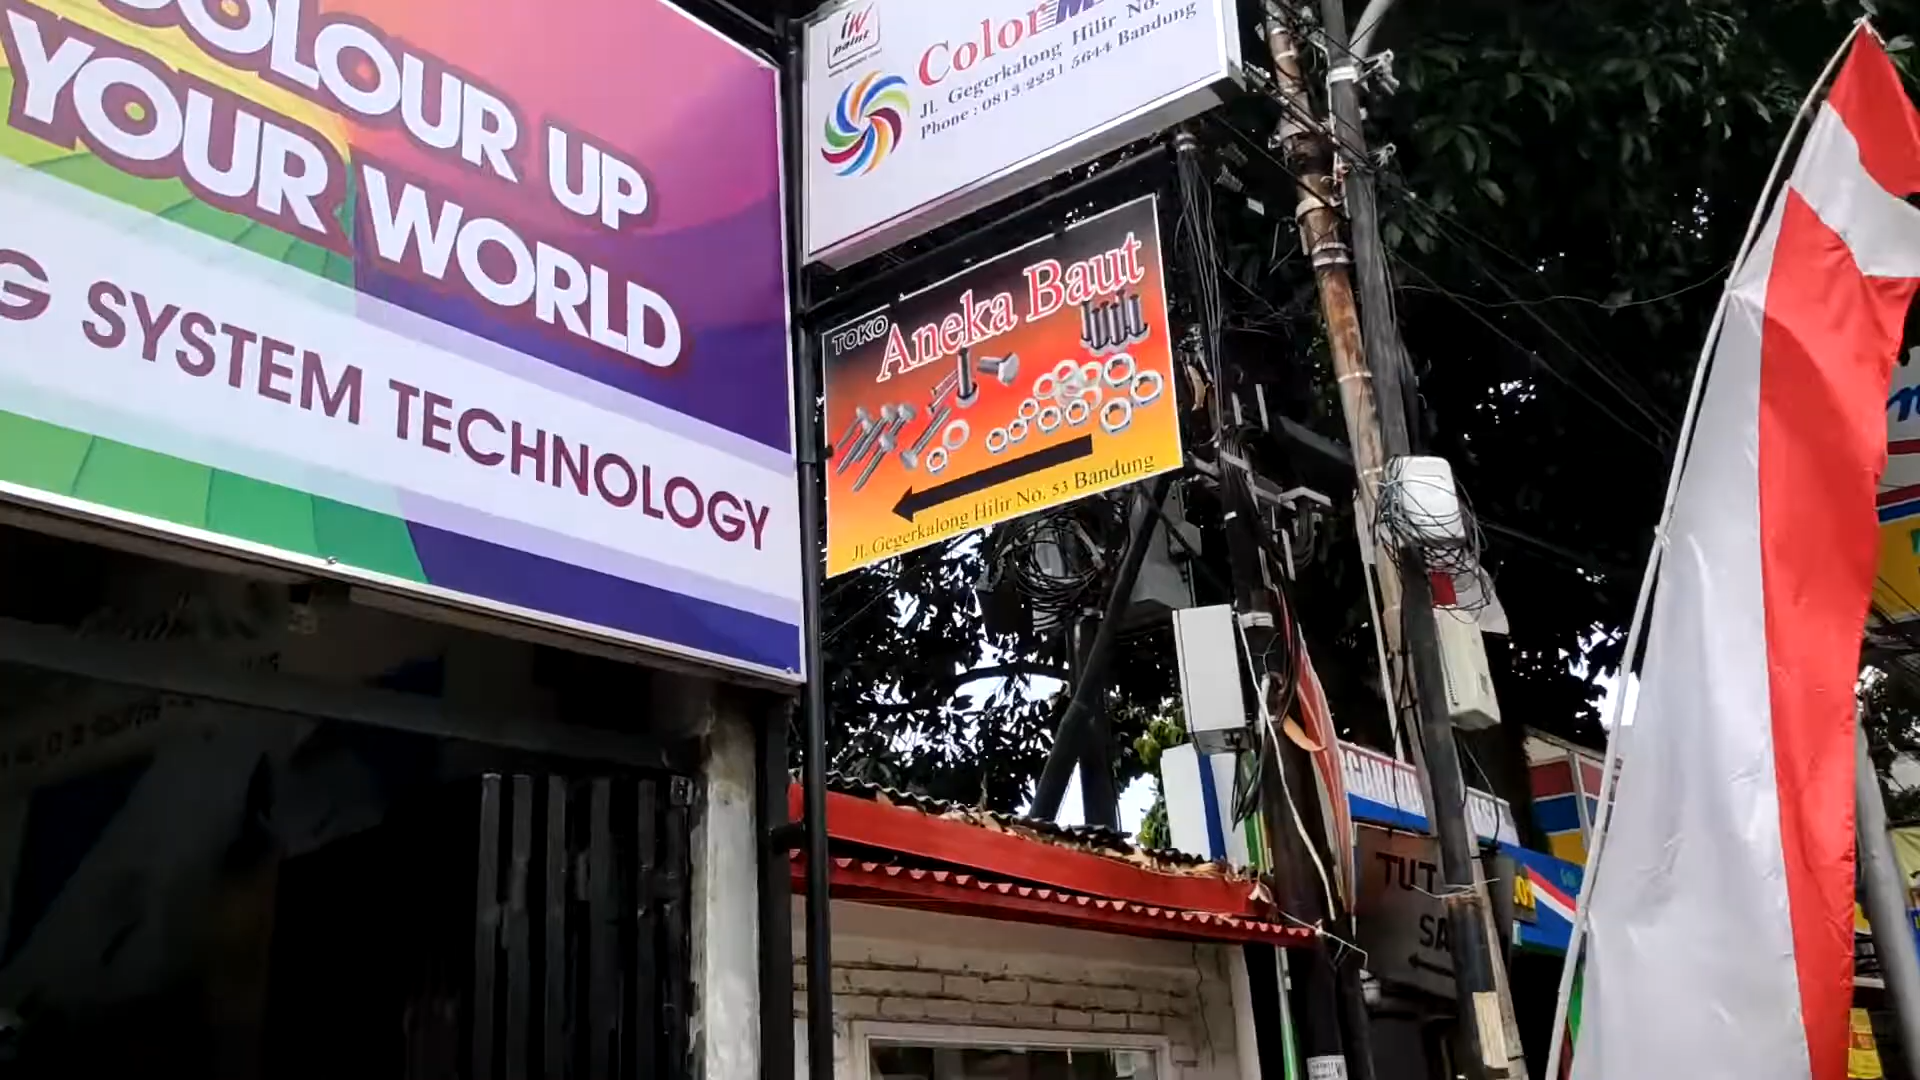 COLOUR UP
YOUR WORLD
G SYSTEM TECHNOLOGY
iW
paint
Color
Jl. Gegerkalong Hilir No.
Phone : 0813 2231 5644 Bandung
TOKO
Aneka Baut
Jl. Gegerkalong Hilir No. 53 Bandung
TUT
SA